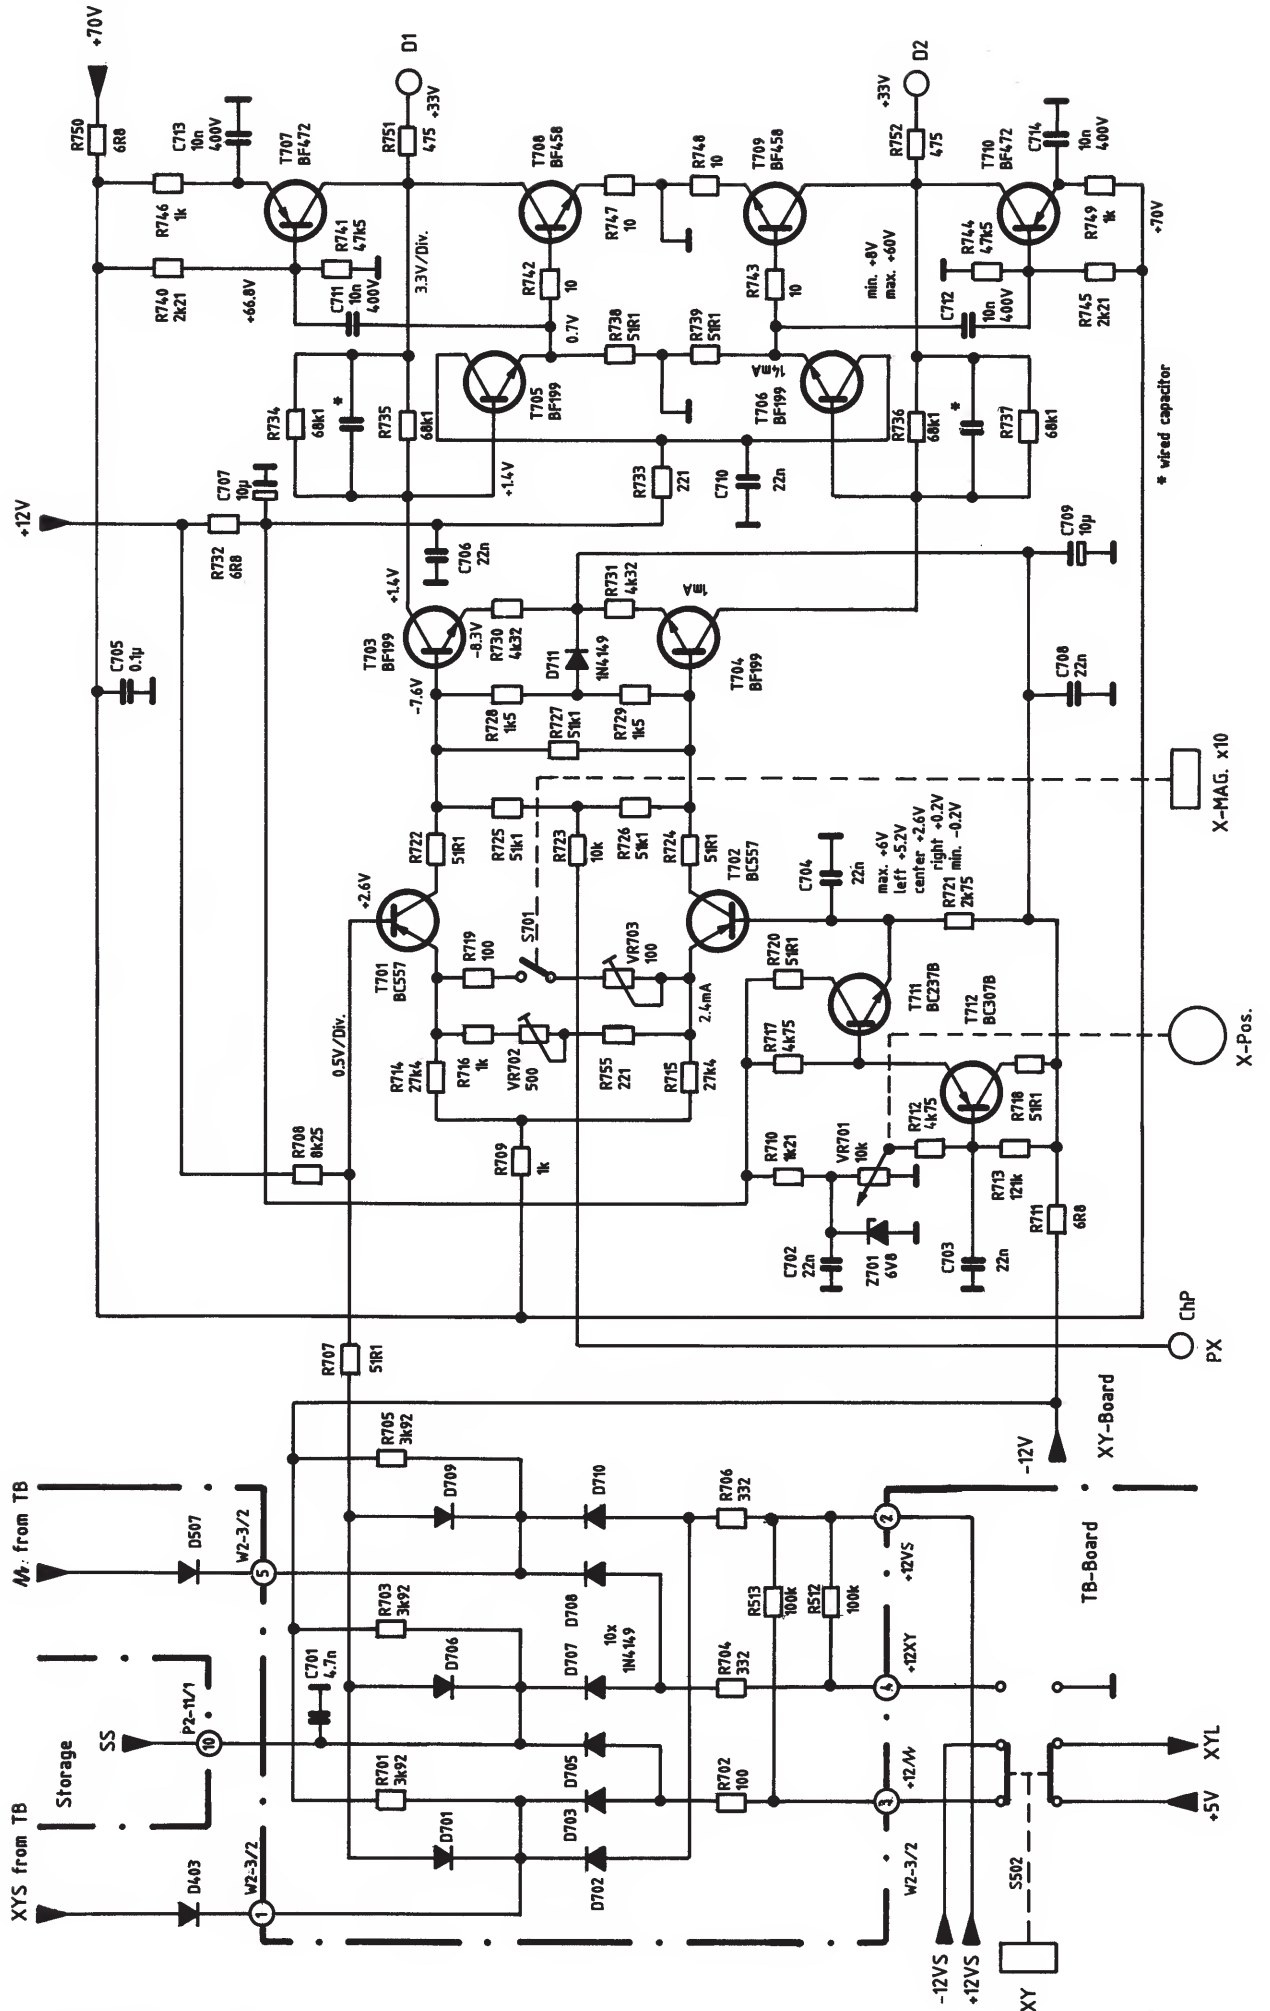 XYS from TB
Storage
SS
from TB
D403
W2-3/2
1
P2-11/1
10
D507
W2-3/2
5
R701
3k92
C701
4.7n
R703
3k92
R705
3k92
D701
D706
D709
D702
D703
D705
D707
D708
D710
10x
1N4149
R702
100
R704
332
R706
332
R513
100k
R512
100k
W2-3/2
3
+12
4
+12XY
2
+12VS
TB-Board
XY-Board
-12VS
+12VS
XY
S502
+5V
XYL
-12V
PX
ChP
R707
51R1
R708
8k25
R709
1k
0.5V/Div.
R714
27k4
R716
1k
VR702
500
R755
221
R715
27k4
T701
BC557
+2.6V
R719
100
S701
VR703
100
2.4mA
T702
BC557
R722
51R1
R725
51k1
R723
10k
R726
51k1
R724
51R1
R710
1k21
VR701
10k
C702
22n
Z701
6V8
C703
22n
R717
4k75
R720
51R1
R712
4k75
R713
121k
R711
6R8
R718
51R1
T711
BC237B
T712
BC307B
X-Pos.
C704
22n
max. +6V
left +5.2V
center +2.6V
right +0.2V
min. -0.2V
R721
2k75
X-MAG. x10
C705
0.1µ
-7.6V
R728
1k5
R727
51k1
R729
1k5
D711
1N4149
T703
BF199
-8.3V
R730
4k32
R731
4k32
T704
BF199
1mA
+1.4V
C706
22n
C708
22n
C709
10µ
+12V
R732
6R8
C707
10µ
R734
68k1
*
R735
68k1
+1.4V
R733
221
C710
22n
T705
BF199
T706
BF199
14mA
R736
68k1
*
R737
68k1
* wired capacitor
R740
2k21
+66.8V
R741
47k5
C711
10n
400V
3.3V/Div.
0.7V
R738
51R1
R739
51R1
R742
10
R743
10
min. +8V
max. +60V
C712
10n
400V
R744
47k5
R745
2k21
R746
1k
T707
BF472
C713
10n
400V
R750
6R8
+70V
R751
475
+33V
D1
T708
BF458
R747
10
R748
10
T709
BF458
R752
475
+33V
D2
T710
BF472
C714
10n
400V
R749
1k
+70V